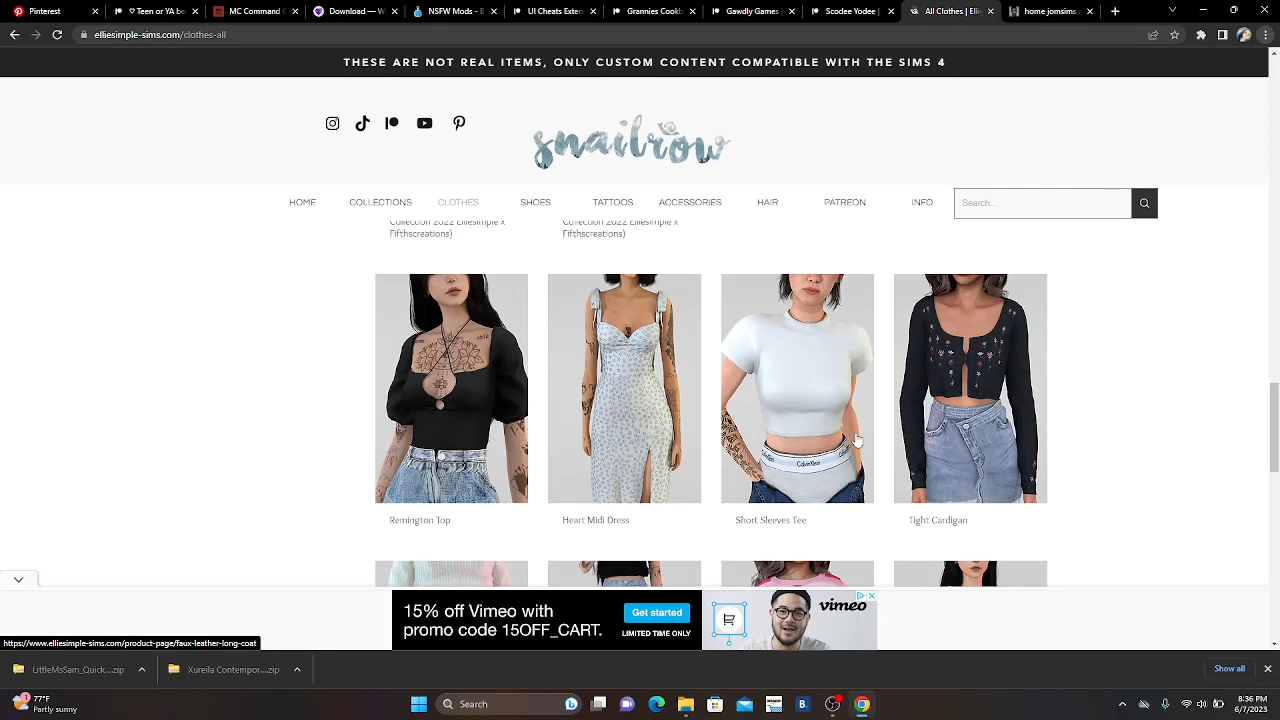 Pinterest
♡ Teen or YA be
MC Command C
Download — W
NSFW Mods - B
UI Cheats Exten
Grannies Cookb
Gawdly Games |
Scodee Yodee |
All Clothes | Elli
home jomsims c
elliesimple-sims.com/clothes-all
THESE ARE NOT REAL ITEMS, ONLY CUSTOM CONTENT COMPATIBLE WITH THE SIMS 4
snailrow
HOME COLLECTIONS CLOTHES SHOES TATTOOS ACCESSORIES HAIR PATREON INFO Search...
Collection 2022 Elliesimple x
Fifthscreations)
Collection 2022 Elliesimple x
Fifthscreations)
Calvin Klein
Remington Top
Heart Midi Dress
Short Sleeves Tee
Tight Cardigan
15% off Vimeo with
promo code 15OFF_CART.
Get started
LIMITED TIME ONLY
vimeo
https://www.elliesimple-sims.com/product-page/faux-leather-long-coat
LittleMsSam_Quick....zip
Xureila Contempor....zip
Show all
77°F
Partly sunny
Search
8:36 PM
6/7/2023